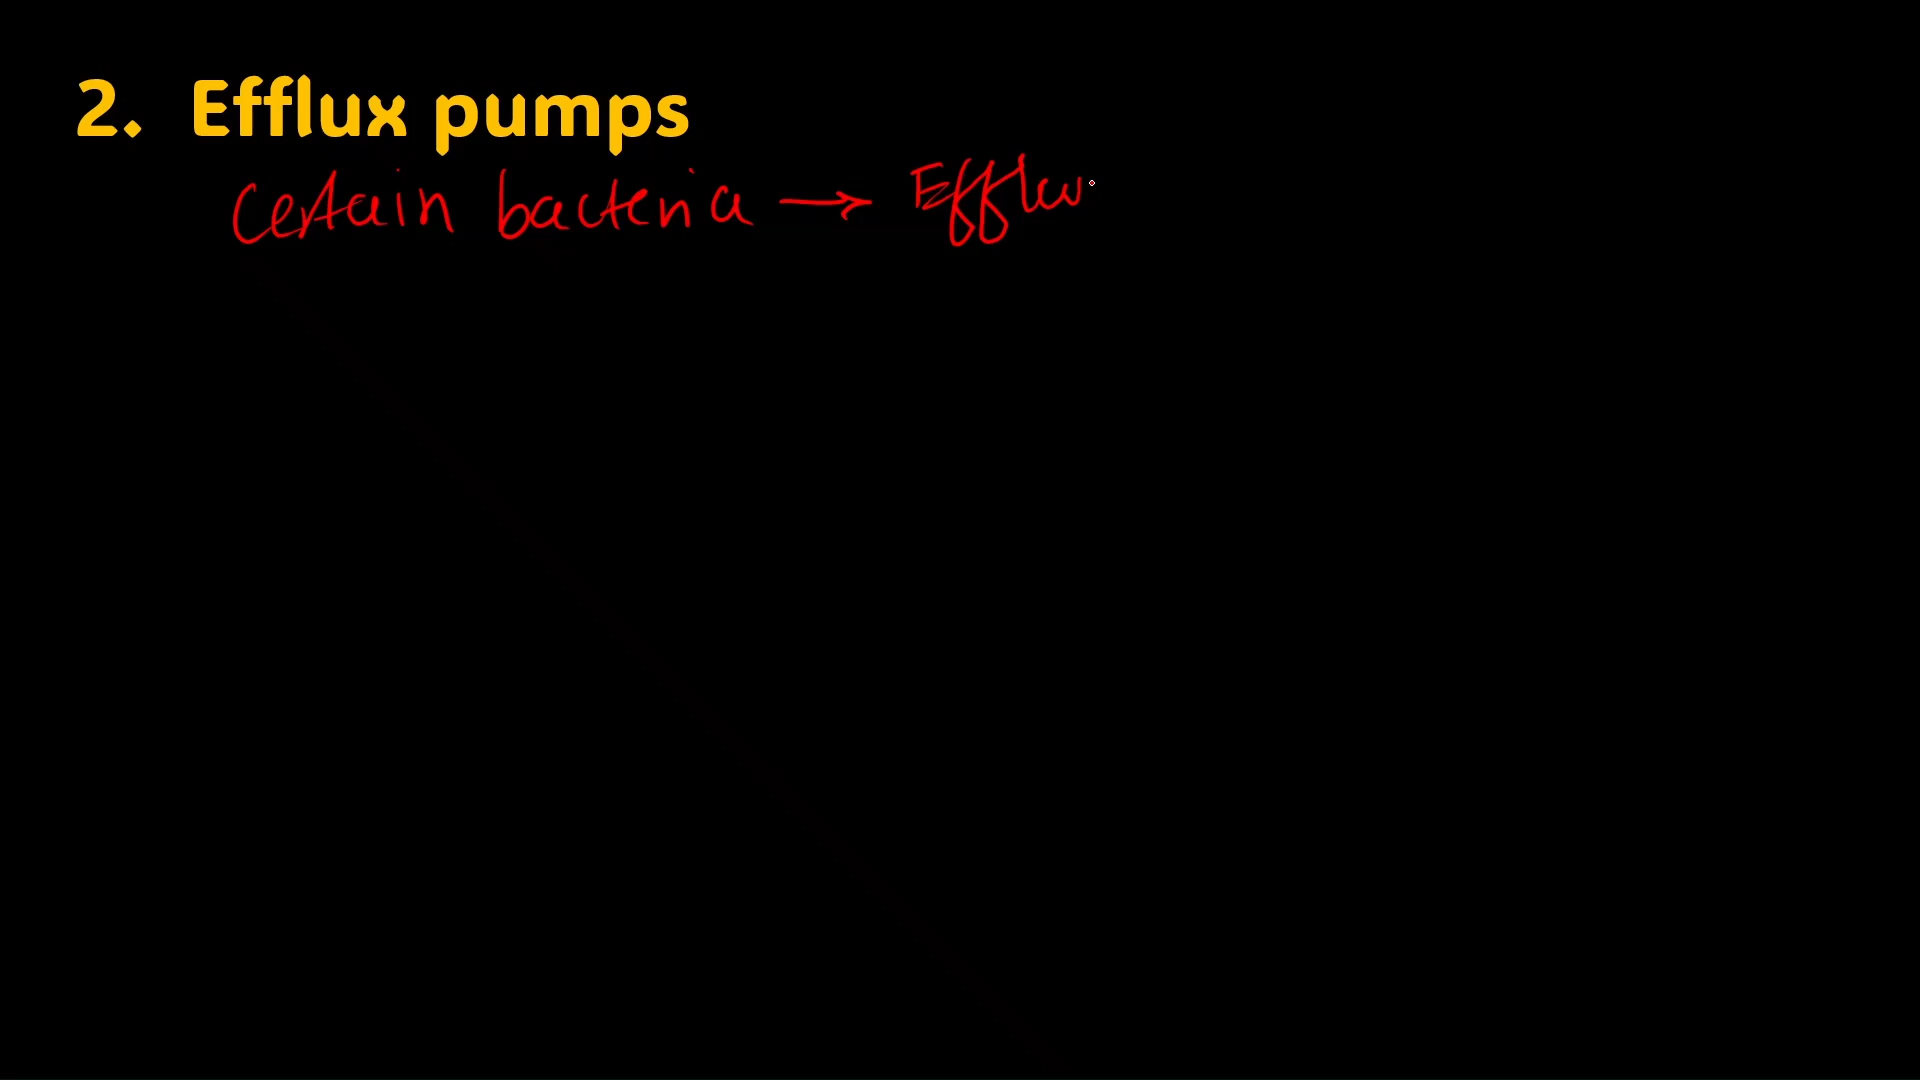 2. Efflux pumps
Certain bacteria → Efflu